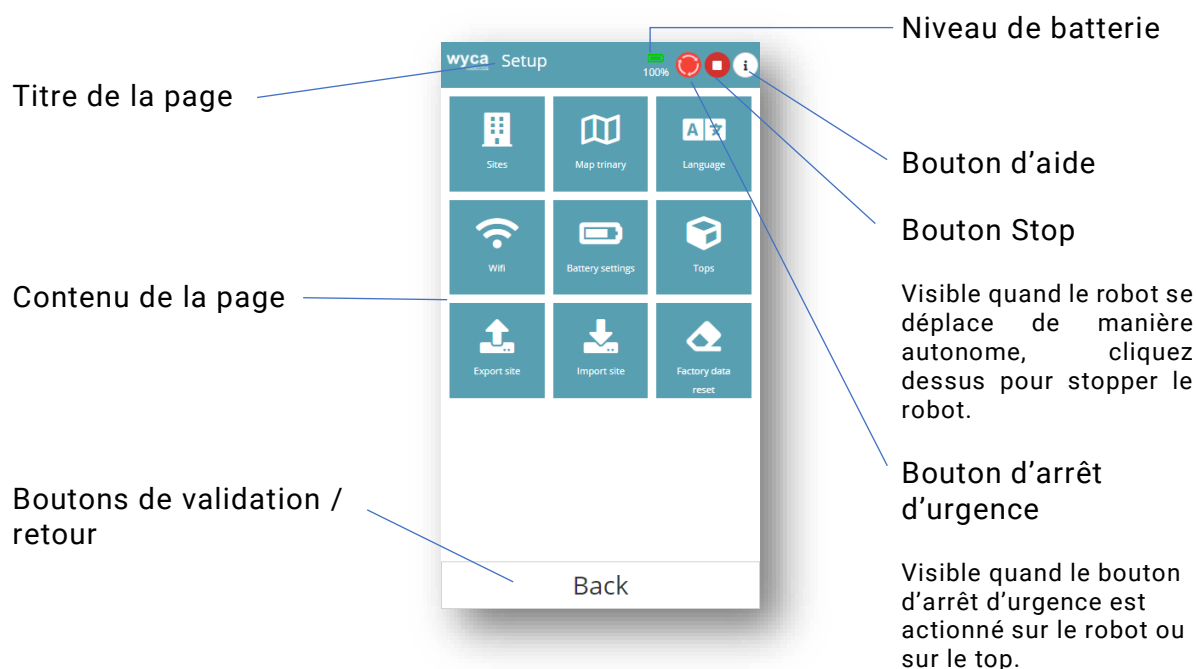 Niveau de batterie
wyca Setup
100%
Titre de la page
Sites
Map trinary
Language
Bouton d'aide
Bouton Stop
Wifi
Battery settings
Tops
Contenu de la page
Visible quand le robot se
déplace de manière
autonome, cliquez
dessus pour stopper le
robot.
Export site
Import site
Factory data
reset
Bouton d'arrêt
d'urgence
Boutons de validation /
retour
Back
Visible quand le bouton
d'arrêt d'urgence est
actionné sur le robot ou
sur le top.